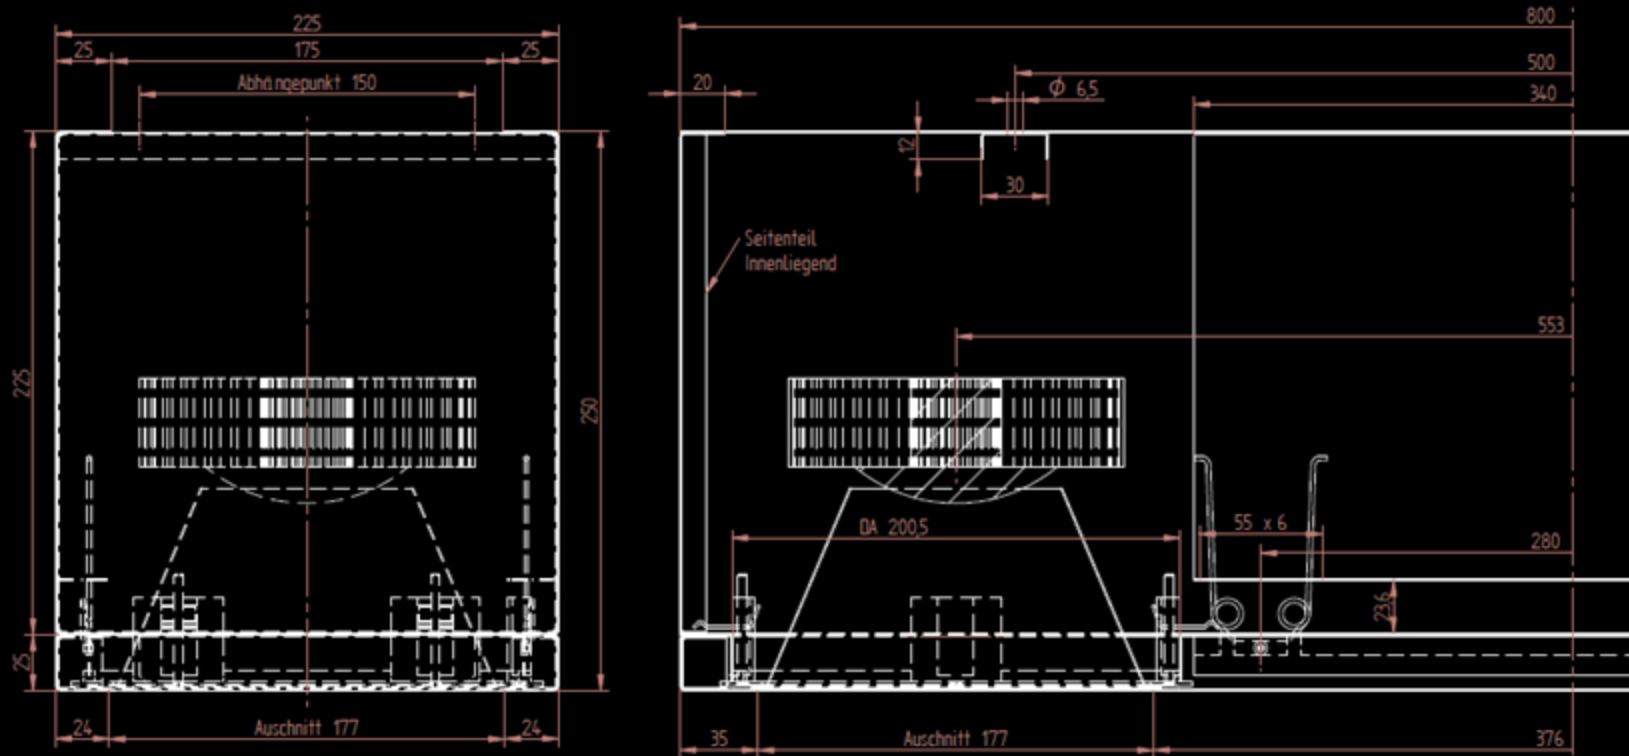 225
25 175 25
Abhängepunkt 150
225
250
25
24 Auschnitt 177 24
800
500
20 Ø 6,5
340
12
30
Seitenteil
Innenliegend
553
DA 200,5
55 x 6
280
23,6
35 Auschnitt 177 376